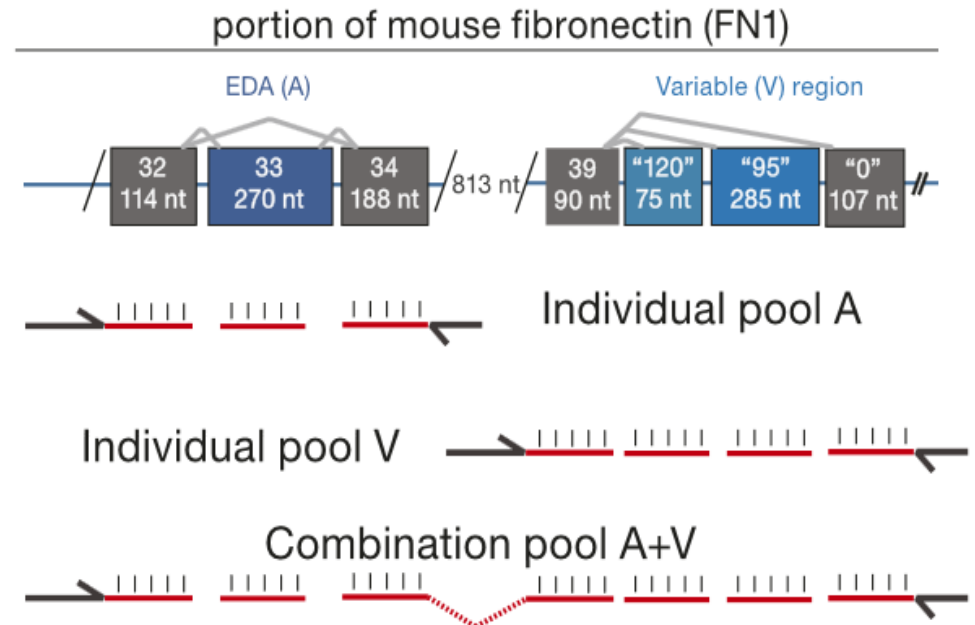 portion of mouse fibronectin (FN1)
EDA (A)
Variable (V) region
32
114 nt
33
270 nt
34
188 nt
813 nt
39
90 nt
“120”
75 nt
“95”
285 nt
“0”
107 nt
Individual pool A
Individual pool V
Combination pool A+V